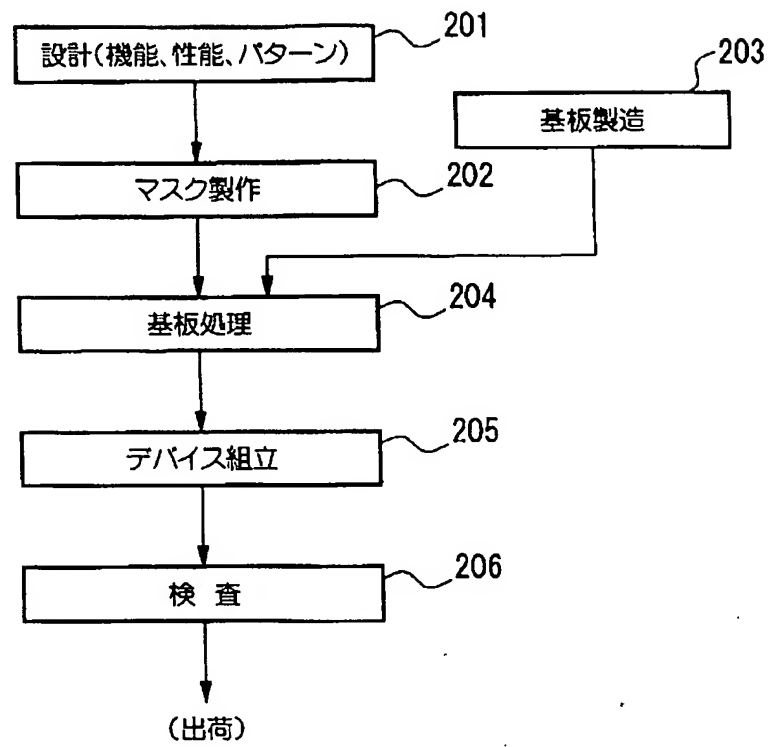 設計(機能、性能、パターン)
201
203
基板製造
マスク製作
202
基板処理
204
デバイス組立
205
検 査
206
(出荷)